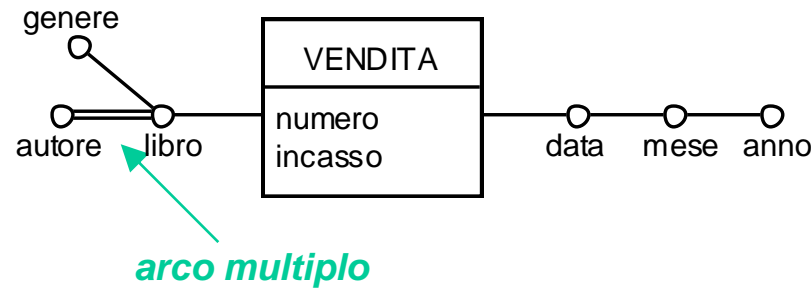 genere
VENDITA
numero
incasso
autore libro
data mese anno
arco multiplo